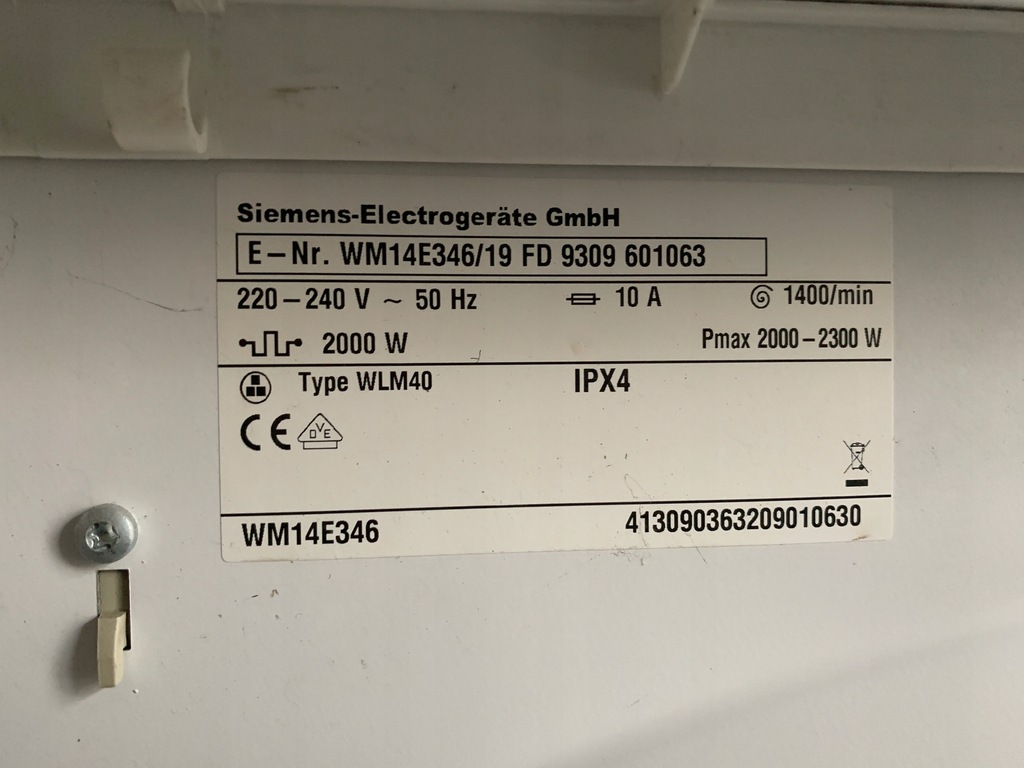 Siemens-Electrogeräte GmbH
E-Nr. WM14E346/19 FD 9309 601063
220-240 V ~ 50 Hz 10 A 1400/min
2000 W Pmax 2000-2300 W
Type WLM40 IPX4
CE DVE
WM14E346 413090363209010630